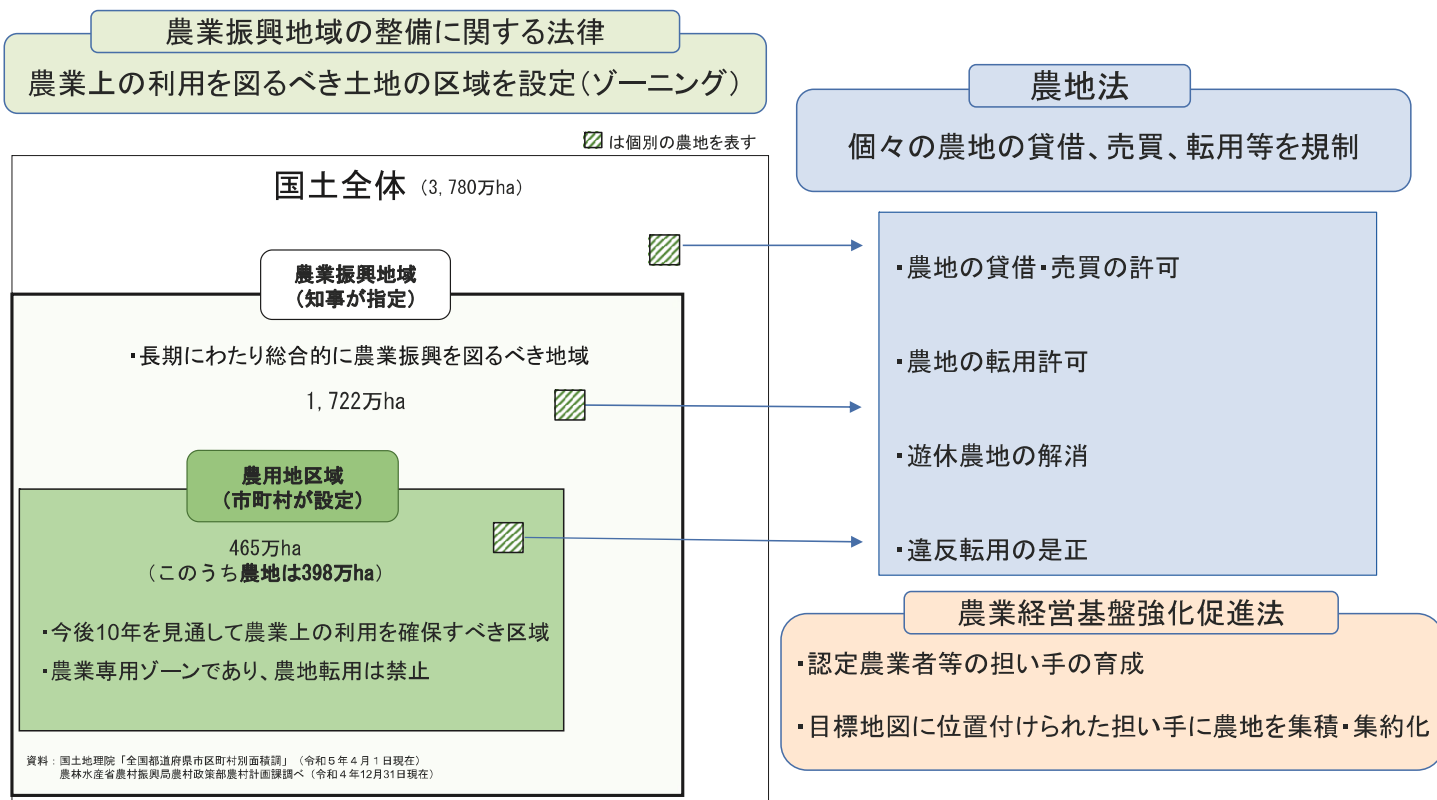 農業振興地域の整備に関する法律
農業上の利用を図るべき土地の区域を設定(ゾーニング)
は個別の農地を表す
国土全体(3,780万ha)
農業振興地域
(知事が指定)
・長期にわたり総合的に農業振興を図るべき地域
1,722万ha
農用地区域
(市町村が設定)
465万ha
(このうち農地は398万ha)
・今後10年を見通して農業上の利用を確保すべき区域
・農業専用ゾーンであり、農地転用は禁止
資料:国土地理院「全国都道府県市区町村別面積調」(令和5年4月1日現在)
農林水産省農村振興局農村政策部農村計画課調べ(令和4年12月31日現在)
農地法
個々の農地の貸借、売買、転用等を規制
・農地の貸借・売買の許可
・農地の転用許可
・遊休農地の解消
・違反転用の是正
農業経営基盤強化促進法
・認定農業者等の担い手の育成
・目標地図に位置付けられた担い手に農地を集積・集約化